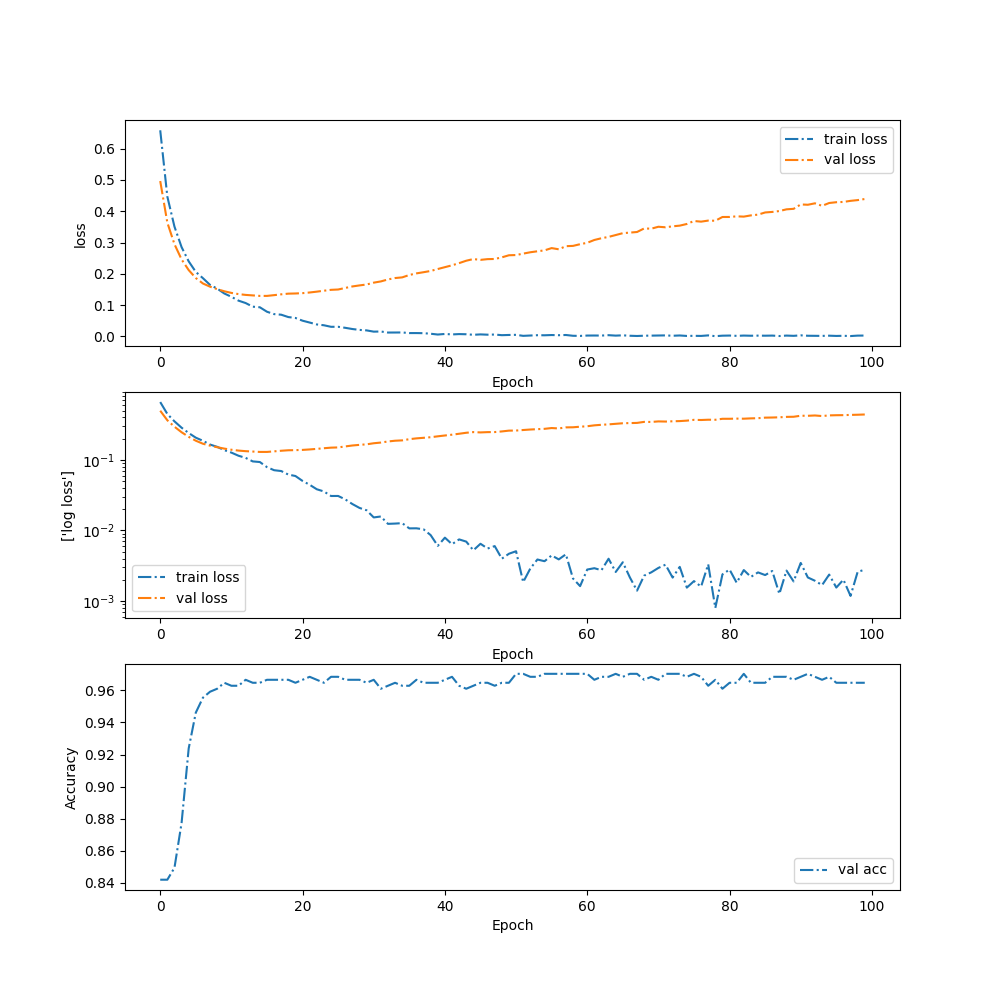 0.6
0.5
0.4
0.3
0.2
0.1
0.0
loss
train loss
val loss
0 20 40 60 80 100
Epoch
10⁻¹
10⁻²
10⁻³
['log loss']
train loss
val loss
0 20 40 60 80 100
Epoch
0.96
0.94
0.92
0.90
0.88
0.86
0.84
Accuracy
val acc
0 20 40 60 80 100
Epoch